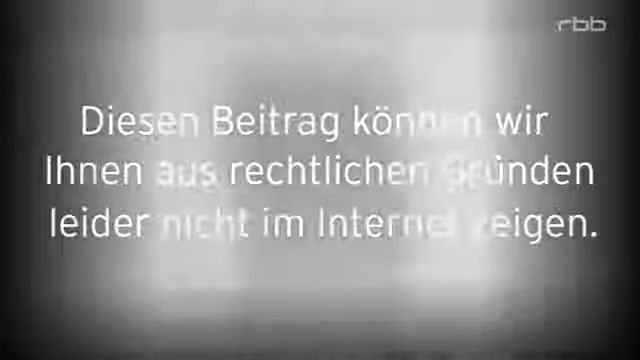 rbb
Diesen Beitrag können wir
Ihnen aus rechtlichen Gründen
leider nicht im Internet zeigen.